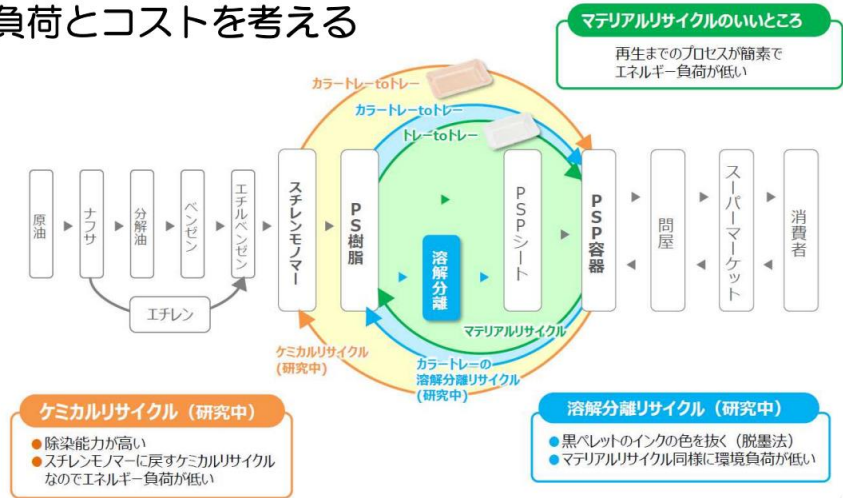 負荷とコストを考える
マテリアルリサイクルのいいところ
再生までのプロセスが簡素で
エネルギー負荷が低い
カラートレーtoトレー
カラートレーtoトレー
トレーtoトレー
原油
ナフサ
分解油
ベンゼン
エチルベンゼン
スチレンモノマー
PS樹脂
溶解分離
PSPシート
PSP容器
問屋
スーパーマーケット
消費者
エチレン
マテリアルリサイクル
ケミカルリサイクル
(研究中)
カラートレーの
溶解分離リサイクル
(研究中)
ケミカルリサイクル（研究中）
●除染能力が高い
●スチレンモノマーに戻すケミカルリサイクル
なのでエネルギー負荷が低い
溶解分離リサイクル（研究中）
●黒ペレットのインクの色を抜く（脱墨法）
●マテリアルリサイクル同様に環境負荷が低い